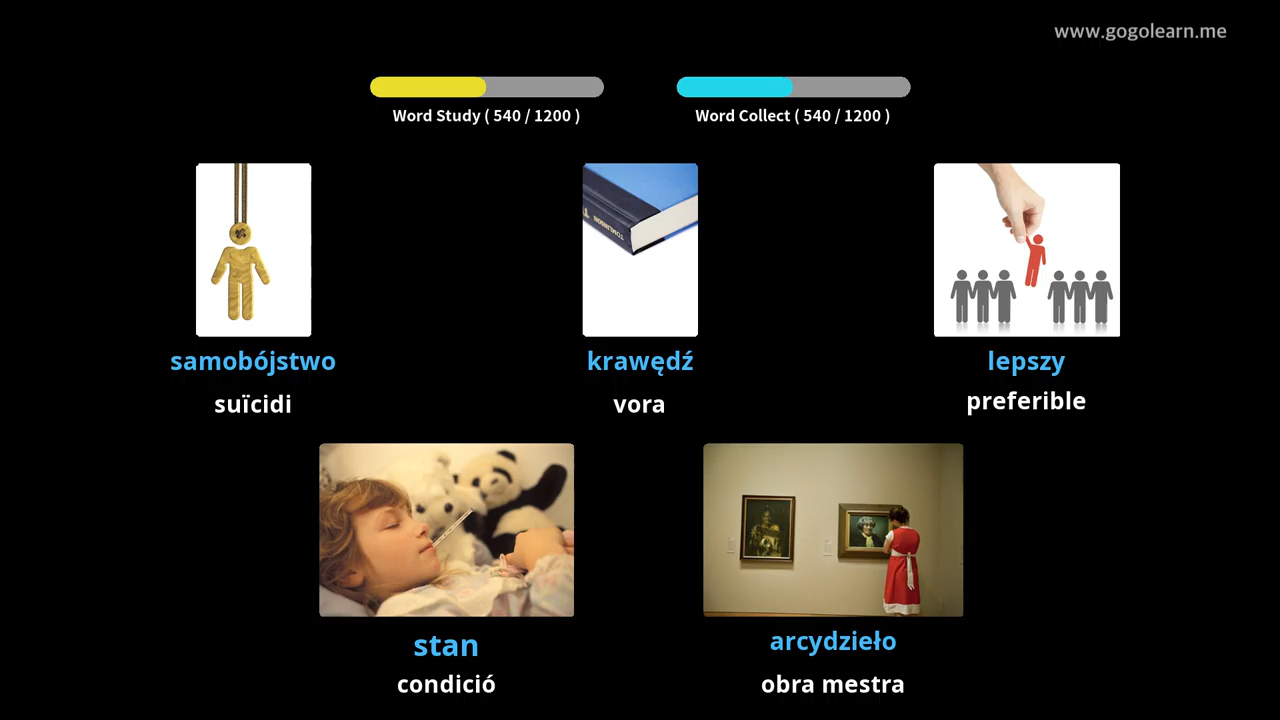 www.gogolearn.me
Word Study ( 540 / 1200 )
Word Collect ( 540 / 1200 )
TOMLINSON
samobójstwo
krawędź
lepszy
suïcidi
vora
preferible
stan
arcydzieło
condició
obra mestra